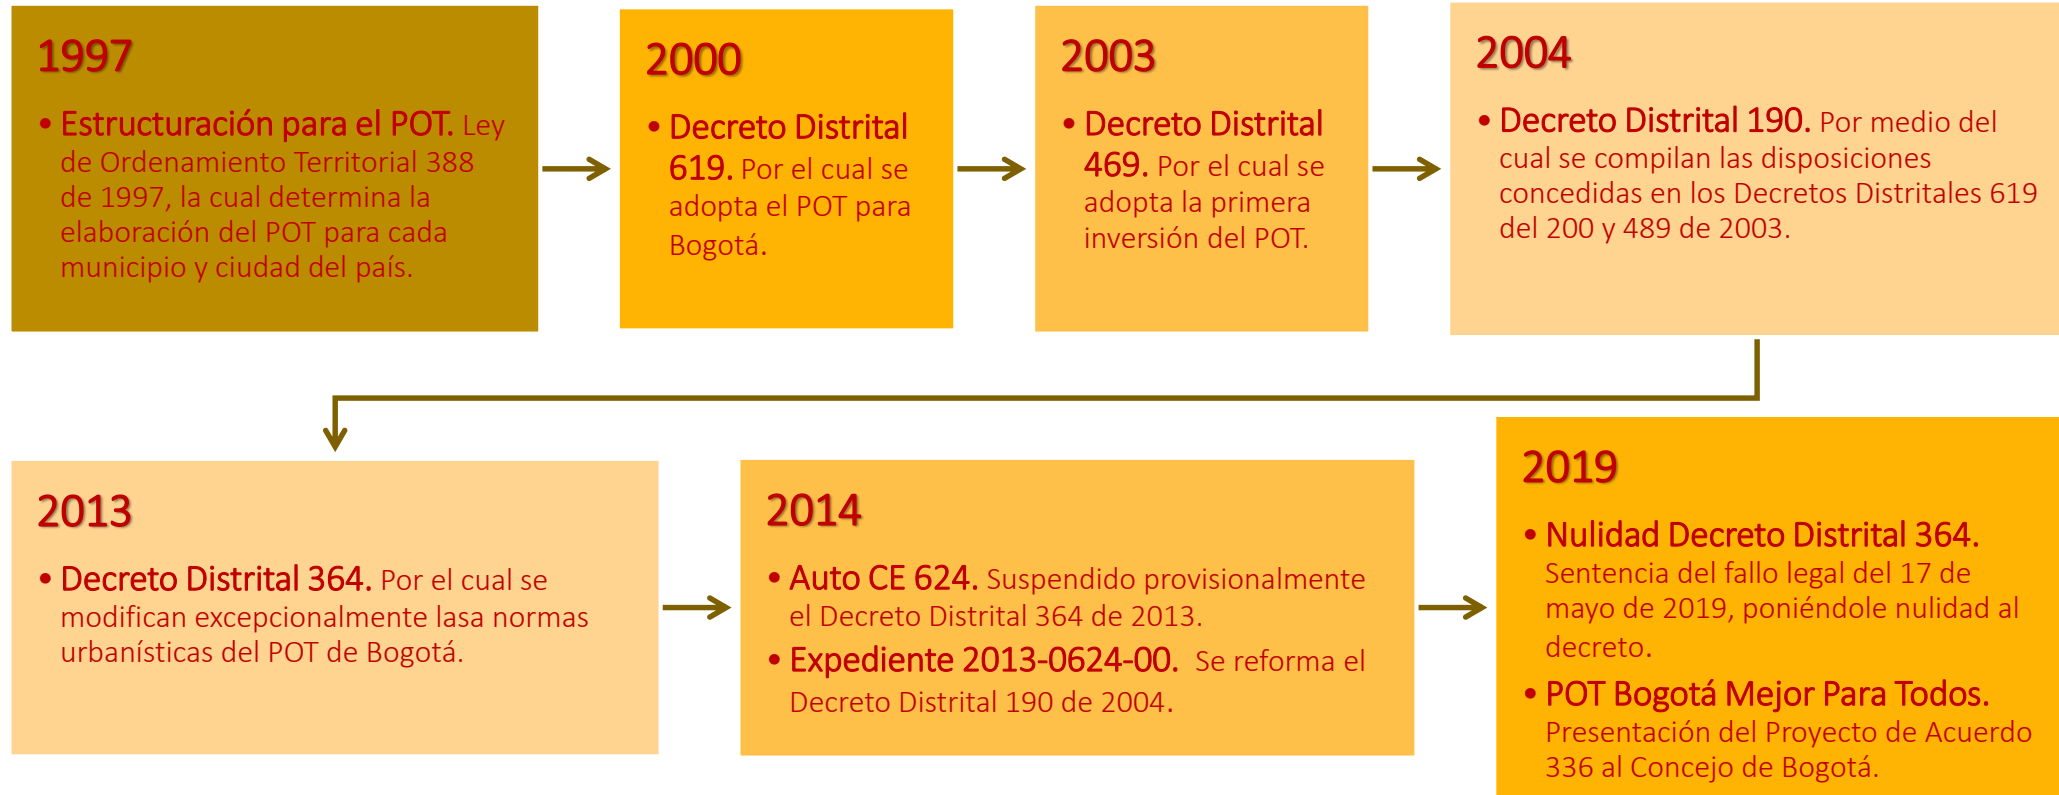 1997
• Estructuración para el POT. Ley
de Ordenamiento Territorial 388
de 1997, la cual determina la
elaboración del POT para cada
municipio y ciudad del país.
2000
• Decreto Distrital
619. Por el cual se
adopta el POT para
Bogotá.
2003
• Decreto Distrital
469. Por el cual se
adopta la primera
inversión del POT.
2004
• Decreto Distrital 190. Por medio del
cual se compilan las disposiciones
concedidas en los Decretos Distritales 619
del 200 y 489 de 2003.
2013
• Decreto Distrital 364. Por el cual se
modifican excepcionalmente lasa normas
urbanísticas del POT de Bogotá.
2014
• Auto CE 624. Suspendido provisionalmente
el Decreto Distrital 364 de 2013.
• Expediente 2013-0624-00. Se reforma el
Decreto Distrital 190 de 2004.
2019
• Nulidad Decreto Distrital 364.
Sentencia del fallo legal del 17 de
mayo de 2019, poniéndole nulidad al
decreto.
• POT Bogotá Mejor Para Todos.
Presentación del Proyecto de Acuerdo
336 al Concejo de Bogotá.